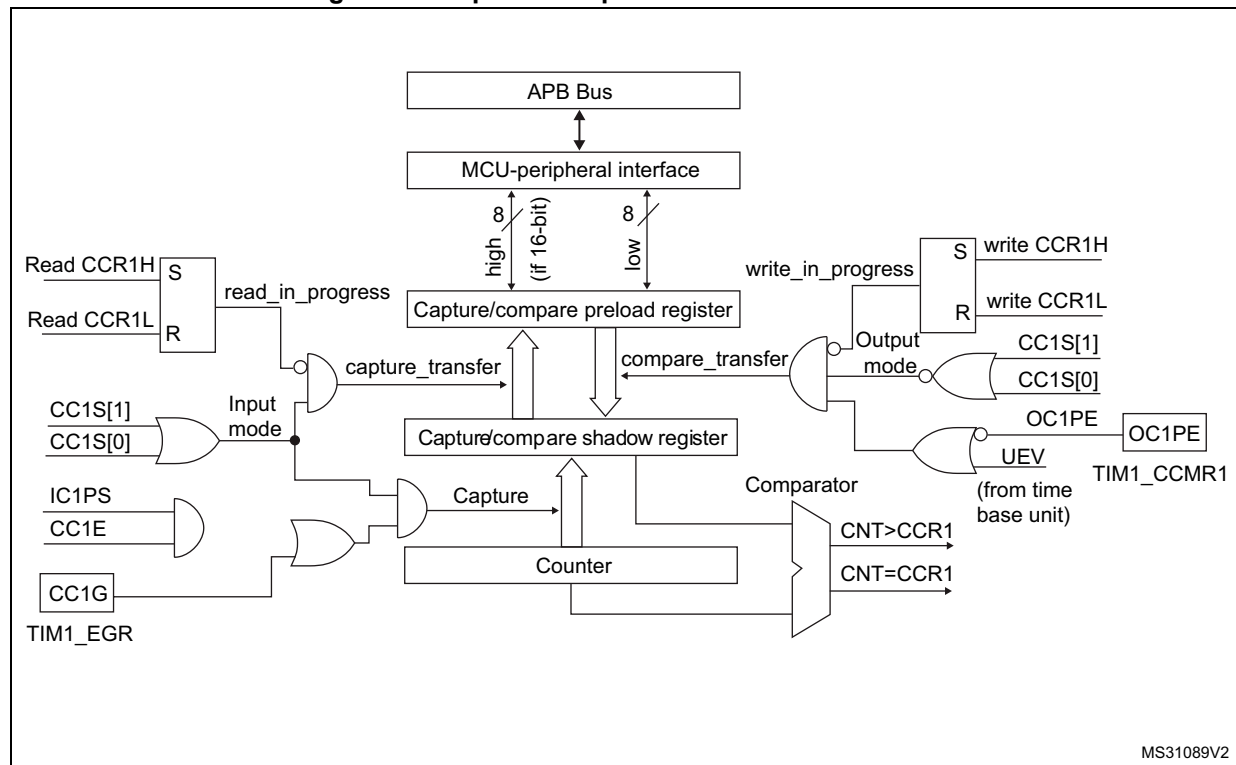 APB Bus
MCU-peripheral interface
8
high
(if 16-bit)
8
low
Read CCR1H
S
read_in_progress
Read CCR1L
R
write_in_progress
S
write CCR1H
R
write CCR1L
Capture/compare preload register
capture_transfer
compare_transfer
Output
mode
CC1S[1]
CC1S[0]
CC1S[1]
CC1S[0]
Input
mode
Capture/compare shadow register
OC1PE
OC1PE
UEV
TIM1_CCMR1
(from time
base unit)
IC1PS
CC1E
Capture
Comparator
CNT>CCR1
Counter
CNT=CCR1
CC1G
TIM1_EGR
MS31089V2